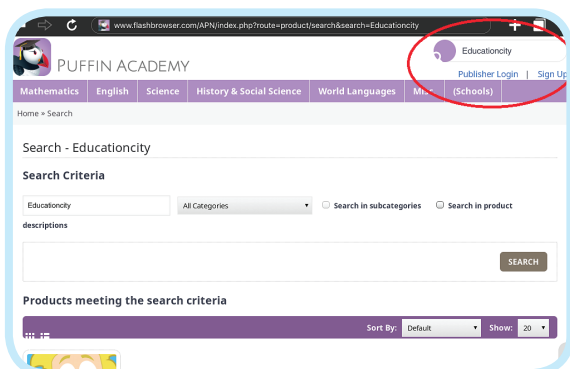 www.flashbrowser.com/APN/index.php?route=product/search&search=Educationcity
Educationcity
PUFFIN ACADEMY
Publisher Login | Sign Up
Mathematics English Science History & Social Science World Languages Misc (Schools)
Home » Search
Search - Educationcity
Search Criteria
Educationcity All Categories Search in subcategories Search in product
descriptions
SEARCH
Products meeting the search criteria
Sort By: Default Show: 20